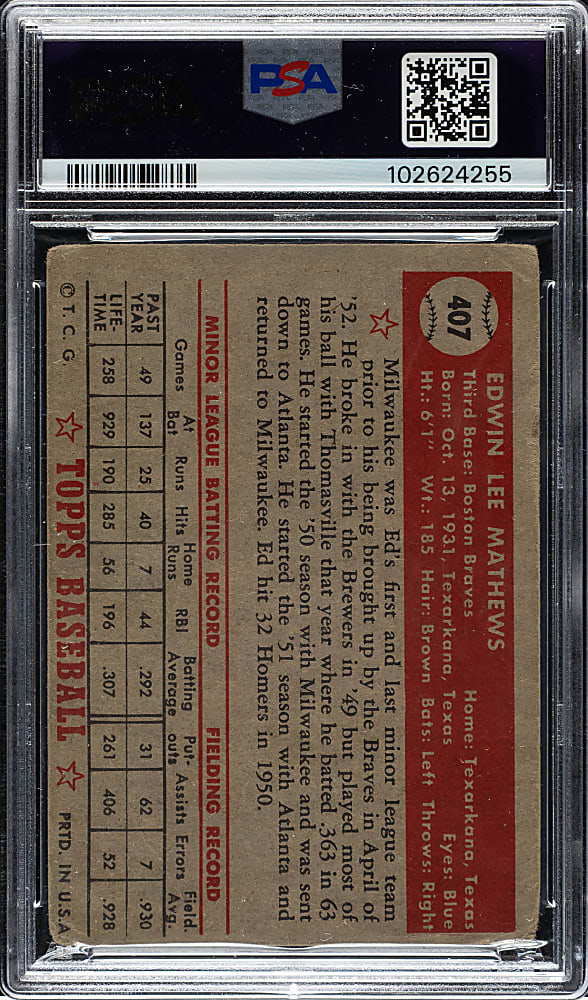 PSA
102624255
407
EDWIN LEE MATHEWS
Third Base: Boston Braves Home: Texarkana, Texas
Born: Oct. 13, 1931, Texarkana, Texas Eyes: Blue
Ht.: 6'1" Wt.: 185 Hair: Brown Bats: Left Throws: Right
Milwaukee was Ed's first and last minor league team
prior to his being brought up by the Braves in April of
'52. He broke in with the Brewers in '49 but played most of
his ball with Thomasville that year where he batted .363 in 63
games. He started the '50 season with Milwaukee and was sent
down to Atlanta. He started the '51 season with Atlanta and
returned to Milwaukee. Ed hit 32 Homers in 1950.
MINOR LEAGUE BATTING RECORD FIELDING RECORD
Games At Bat Runs Hits Home Runs RBI Batting Average Put-outs Assists Errors Field. Avg.
PAST YEAR 49 137 25 40 7 44 .292 31 62 7 .930
LIFE-TIME 258 929 190 285 56 196 .307 261 406 52 .928
© T. C. G. TOPPS BASEBALL PRTD. IN U.S.A